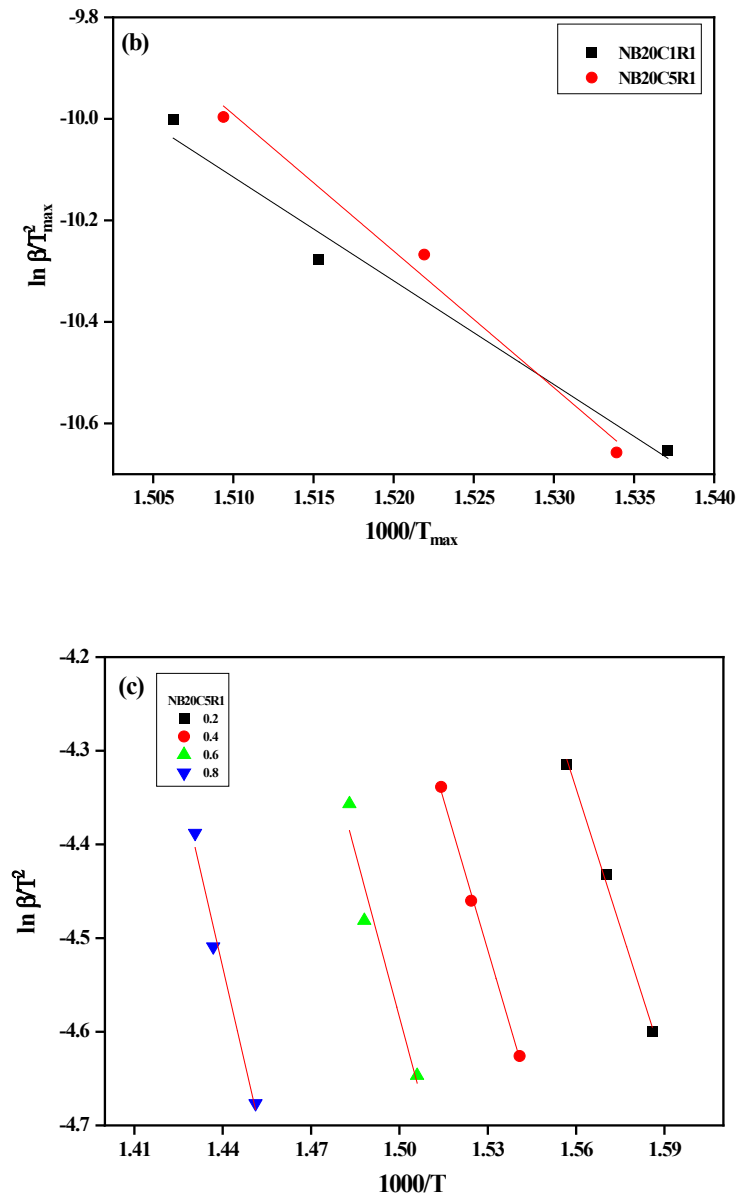 (b)
NB20C1R1
NB20C5R1
-9.8
-10.0
-10.2
-10.4
-10.6
ln β/T²max
1.505 1.510 1.515 1.520 1.525 1.530 1.535 1.540
1000/Tmax
(c)
NB20C5R1
0.2
0.4
0.6
0.8
-4.2
-4.3
-4.4
-4.5
-4.6
-4.7
ln β/T²
1.41 1.44 1.47 1.50 1.53 1.56 1.59
1000/T